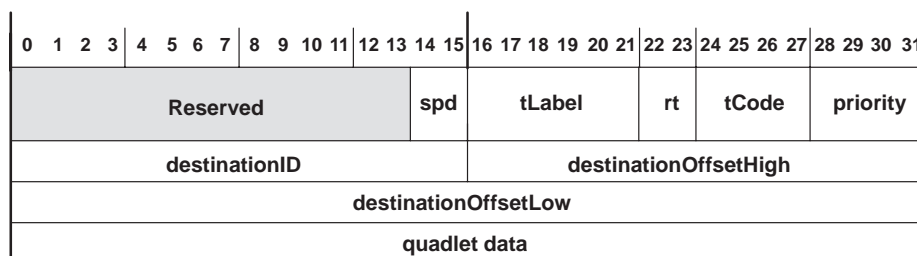 0 1 2 3 4 5 6 7 8 9 10 11 12 13 14 15 16 17 18 19 20 21 22 23 24 25 26 27 28 29 30 31
Reserved spd tLabel rt tCode priority
destinationID destinationOffsetHigh
destinationOffsetLow
quadlet data